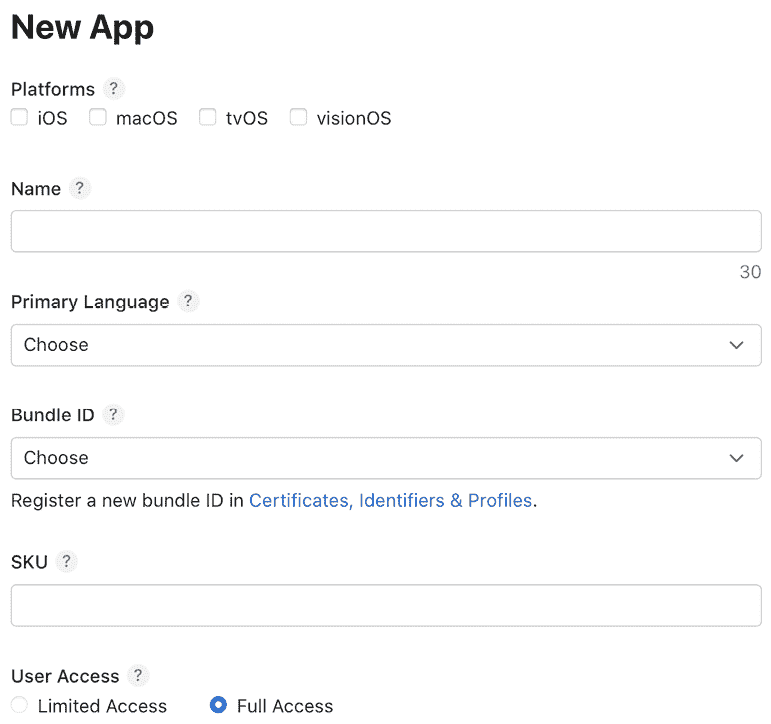 New App
Platforms ?
iOS macOS tvOS visionOS
Name ?
30
Primary Language ?
Choose
Bundle ID ?
Choose
Register a new bundle ID in Certificates, Identifiers & Profiles.
SKU ?
User Access ?
Limited Access Full Access